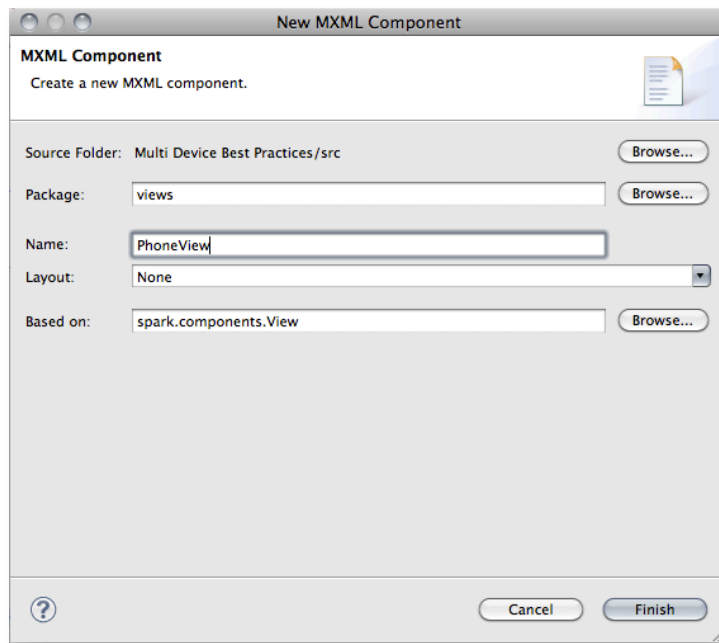 New MXML Component
MXML Component
Create a new MXML component.
Source Folder: Multi Device Best Practices/src Browse...
Package: views Browse...
Name: PhoneView
Layout: None
Based on: spark.components.View Browse...
? Cancel Finish